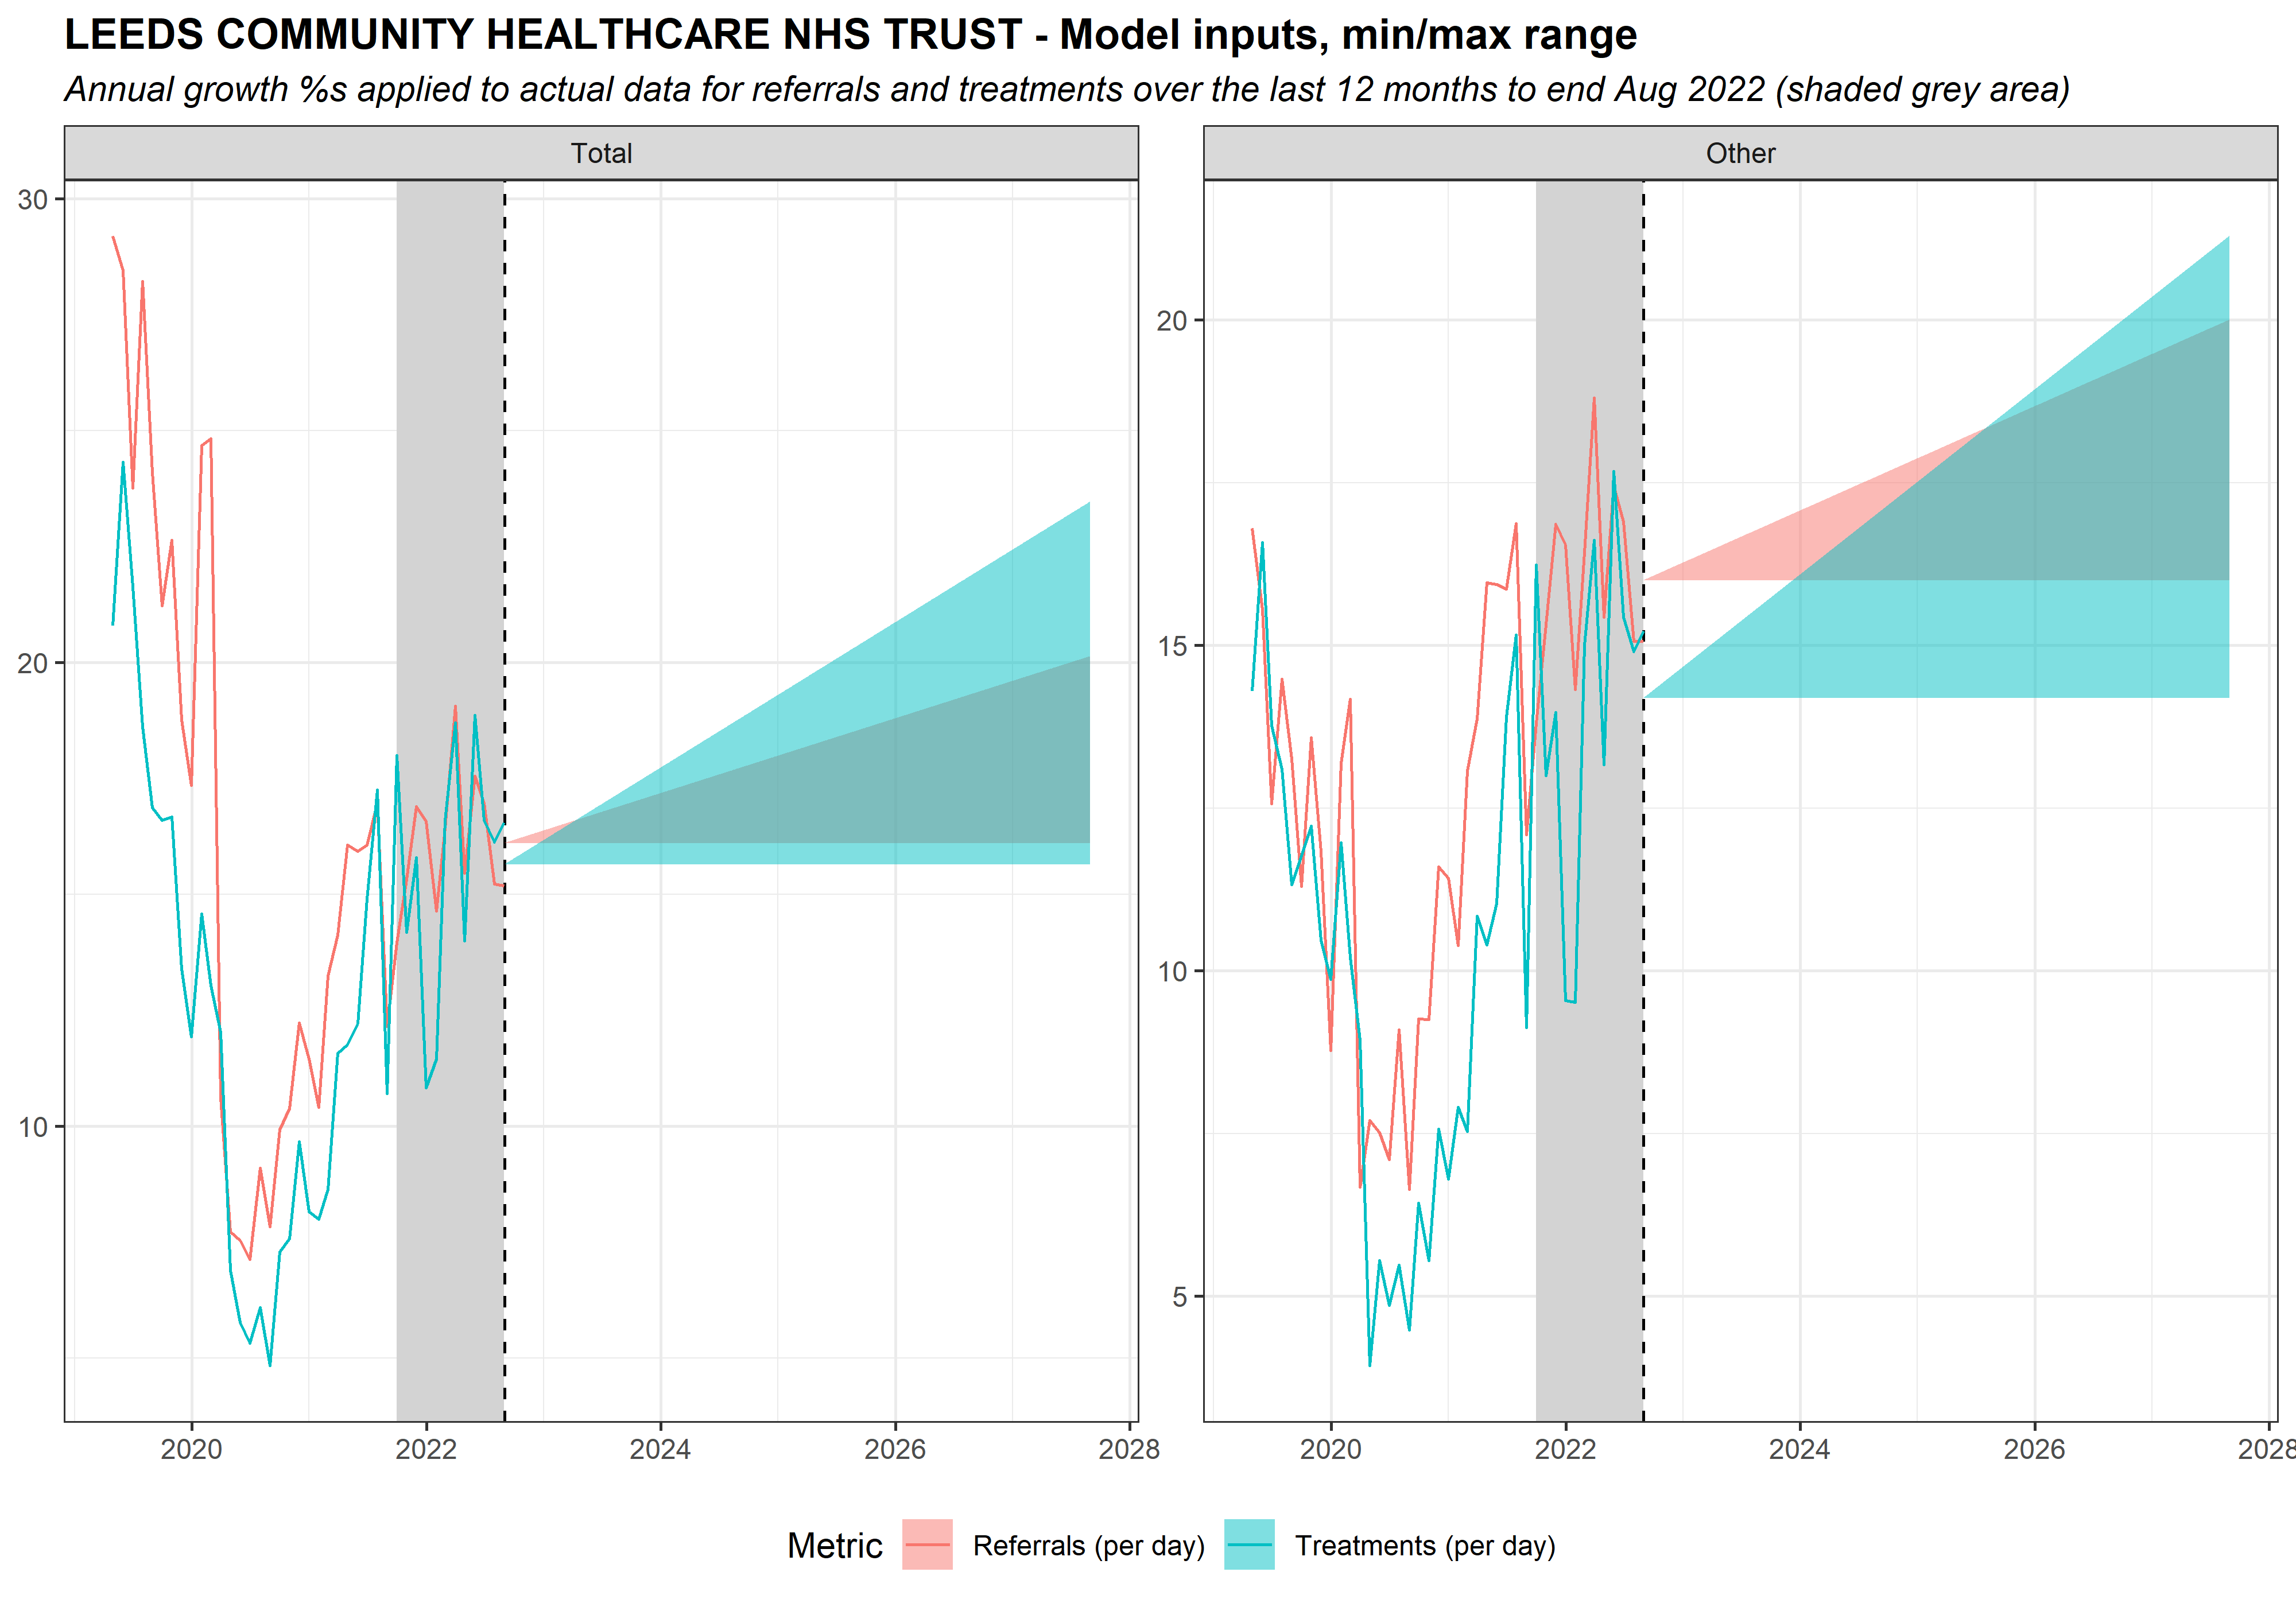 LEEDS COMMUNITY HEALTHCARE NHS TRUST - Model inputs, min/max range
Annual growth %s applied to actual data for referrals and treatments over the last 12 months to end Aug 2022 (shaded grey area)
Total
30
20
10
2020 2022 2024 2026 2028
Other
20
15
10
5
2020 2022 2024 2026 2028
Metric Referrals (per day) Treatments (per day)